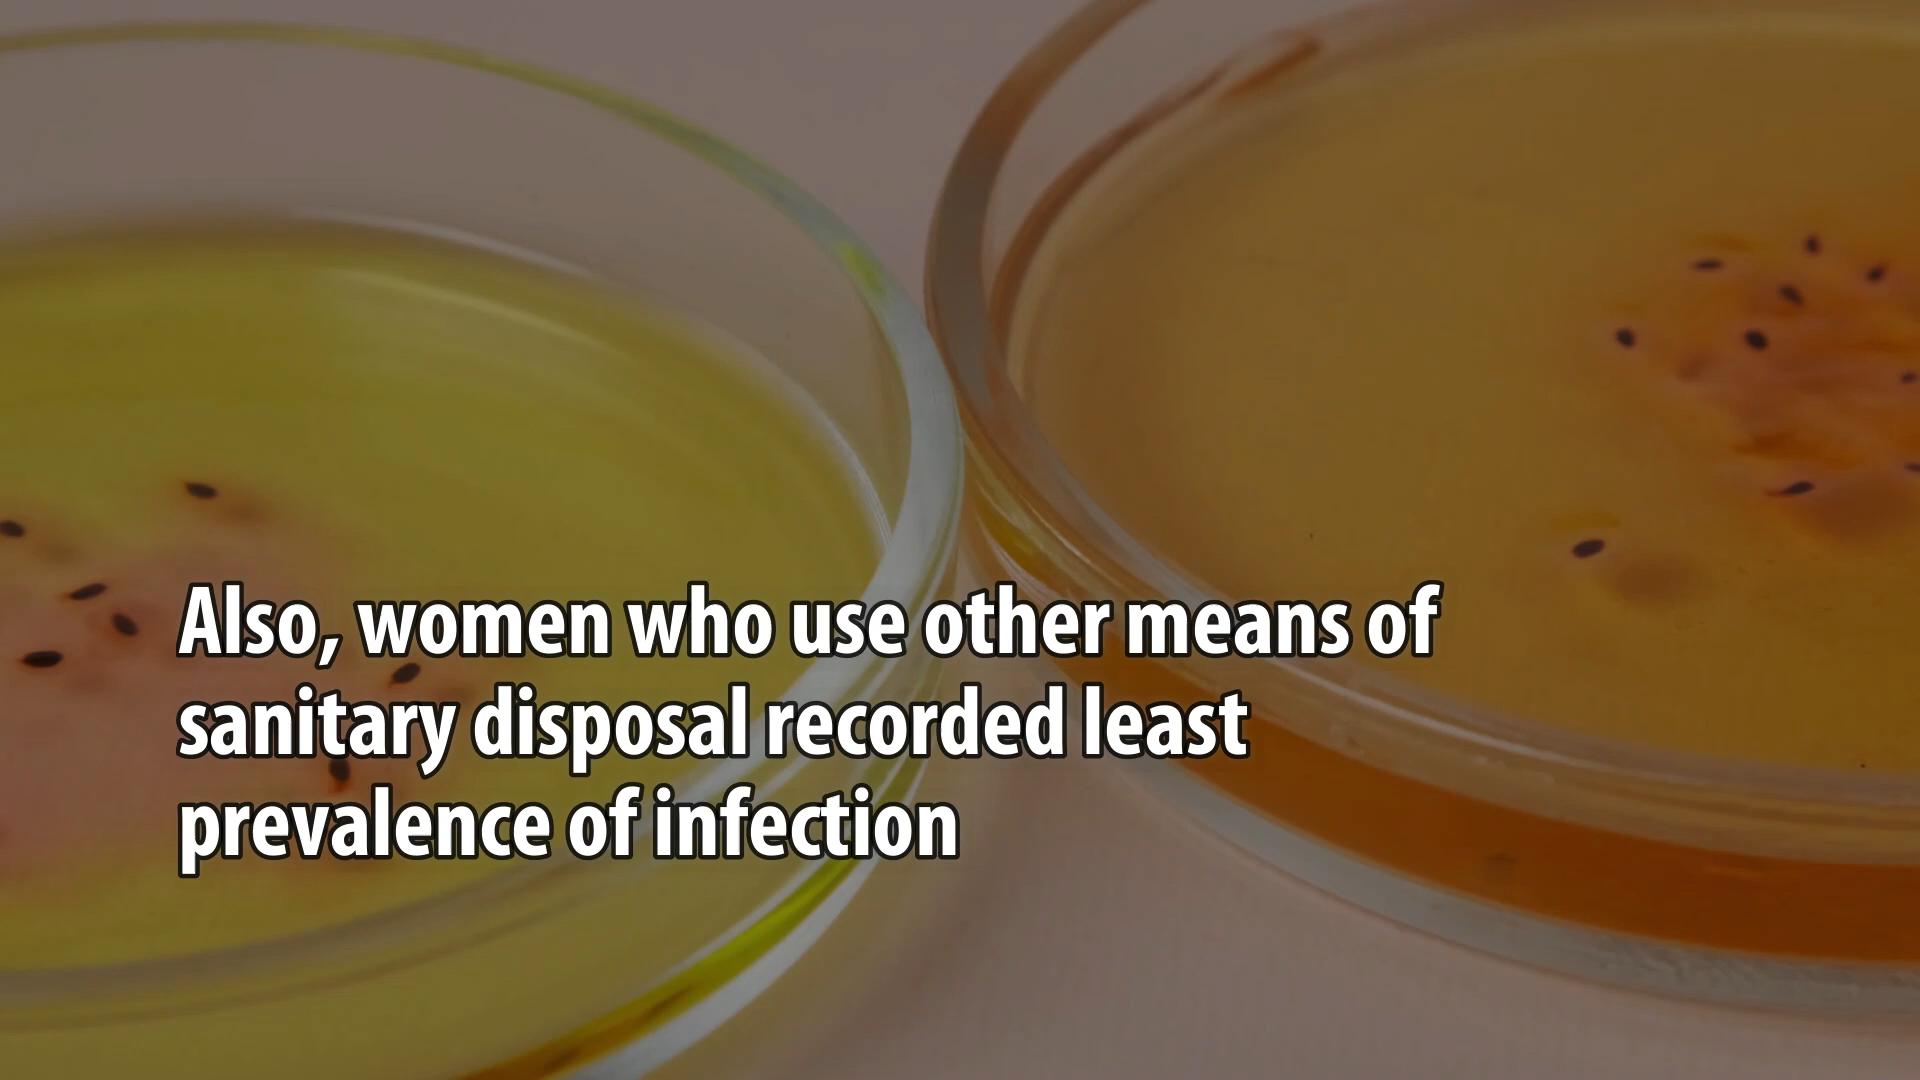 Also, women who use other means of
sanitary disposal recorded least
prevalence of infection